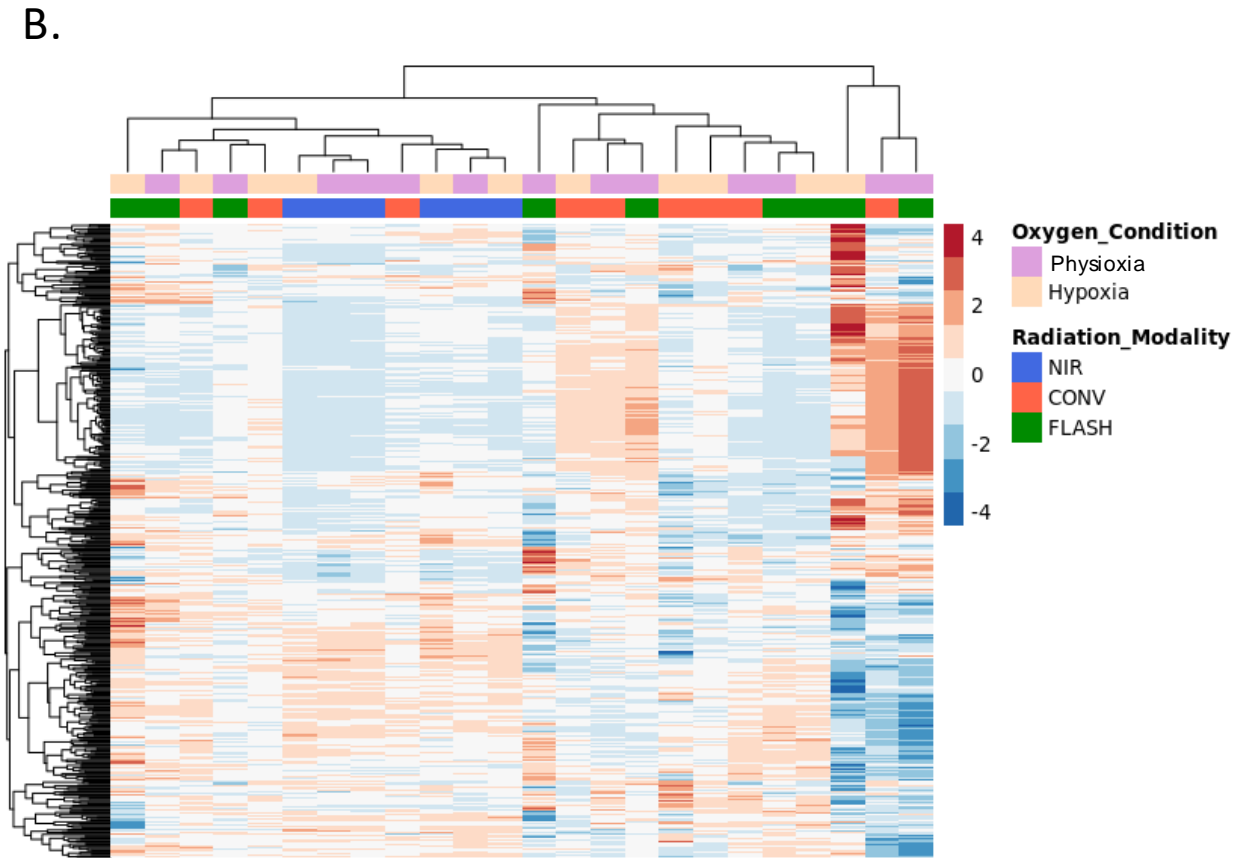 B.
4
2
0
-2
-4
Oxygen_Condition
Physioxia
Hypoxia
Radiation_Modality
NIR
CONV
FLASH